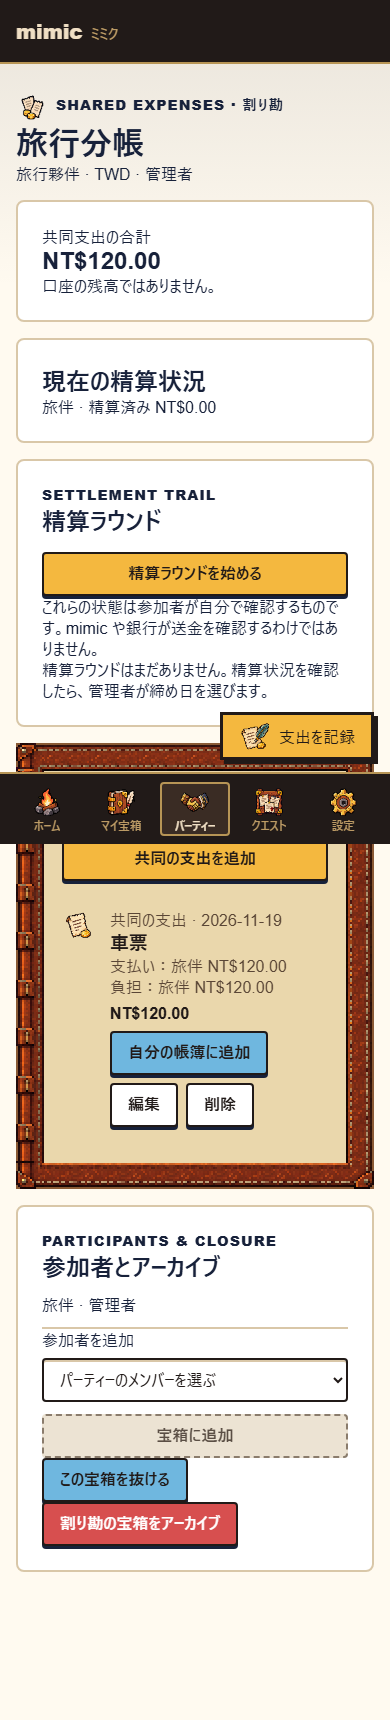 mimic ミミク
SHARED EXPENSES・割り勘
旅行分帳
旅行夥伴 · TWD · 管理者
共同支出の合計
NT$120.00
口座の残高ではありません。
現在の精算状況
旅伴 · 精算済み NT$0.00
SETTLEMENT TRAIL
精算ラウンド
精算ラウンドを始める
これらの状態は参加者が自分で確認するもので
す。mimic や銀行が送金を確認するわけではあ
りません。
精算ラウンドはまだありません。精算状況を確認
したら、管理者が締め日を選びます。
支出を記録
ホーム
マイ宝箱
パーティー
クエスト
設定
共同の支出を追加
共同の支出 · 2026-11-19
車票
支払い：旅伴 NT$120.00
負担：旅伴 NT$120.00
NT$120.00
自分の帳簿に追加
編集
削除
PARTICIPANTS & CLOSURE
参加者とアーカイブ
旅伴 · 管理者
参加者を追加
パーティーのメンバーを選ぶ
宝箱に追加
この宝箱を抜ける
割り勘の宝箱をアーカイブ